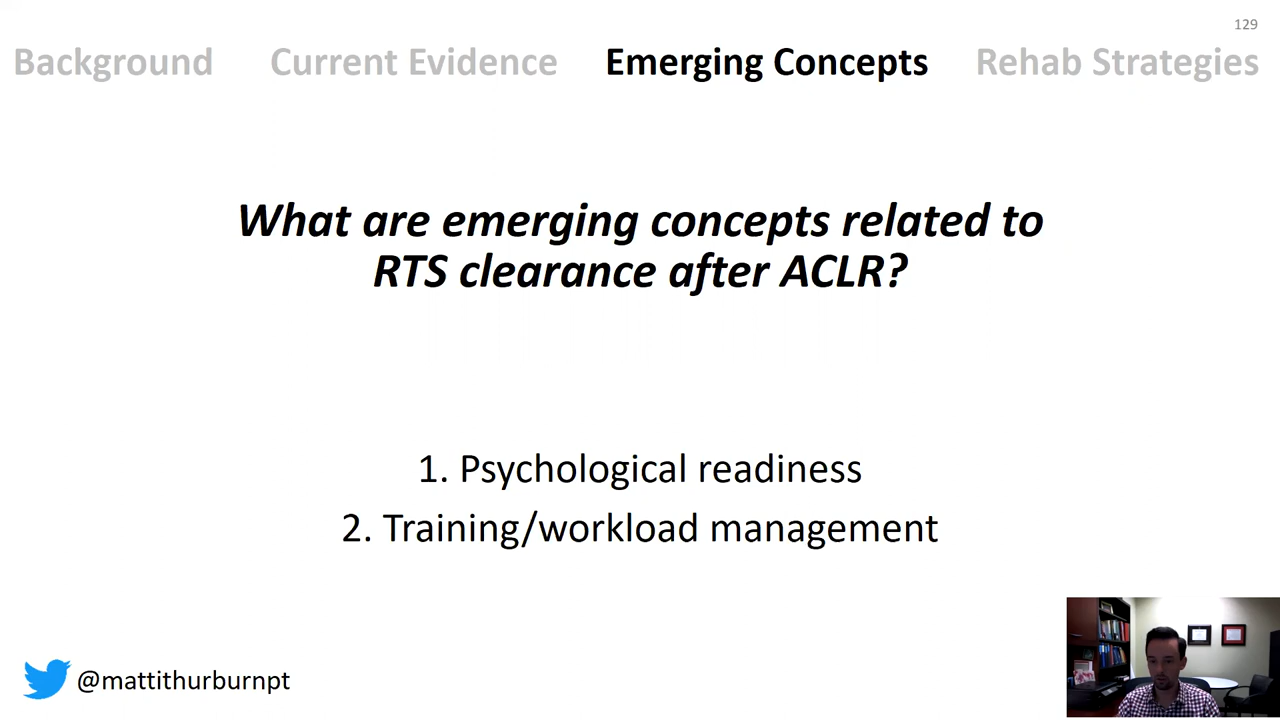 129
Background Current Evidence Emerging Concepts Rehab Strategies
What are emerging concepts related to
RTS clearance after ACLR?
1. Psychological readiness
2. Training/workload management
@mattithurburnpt